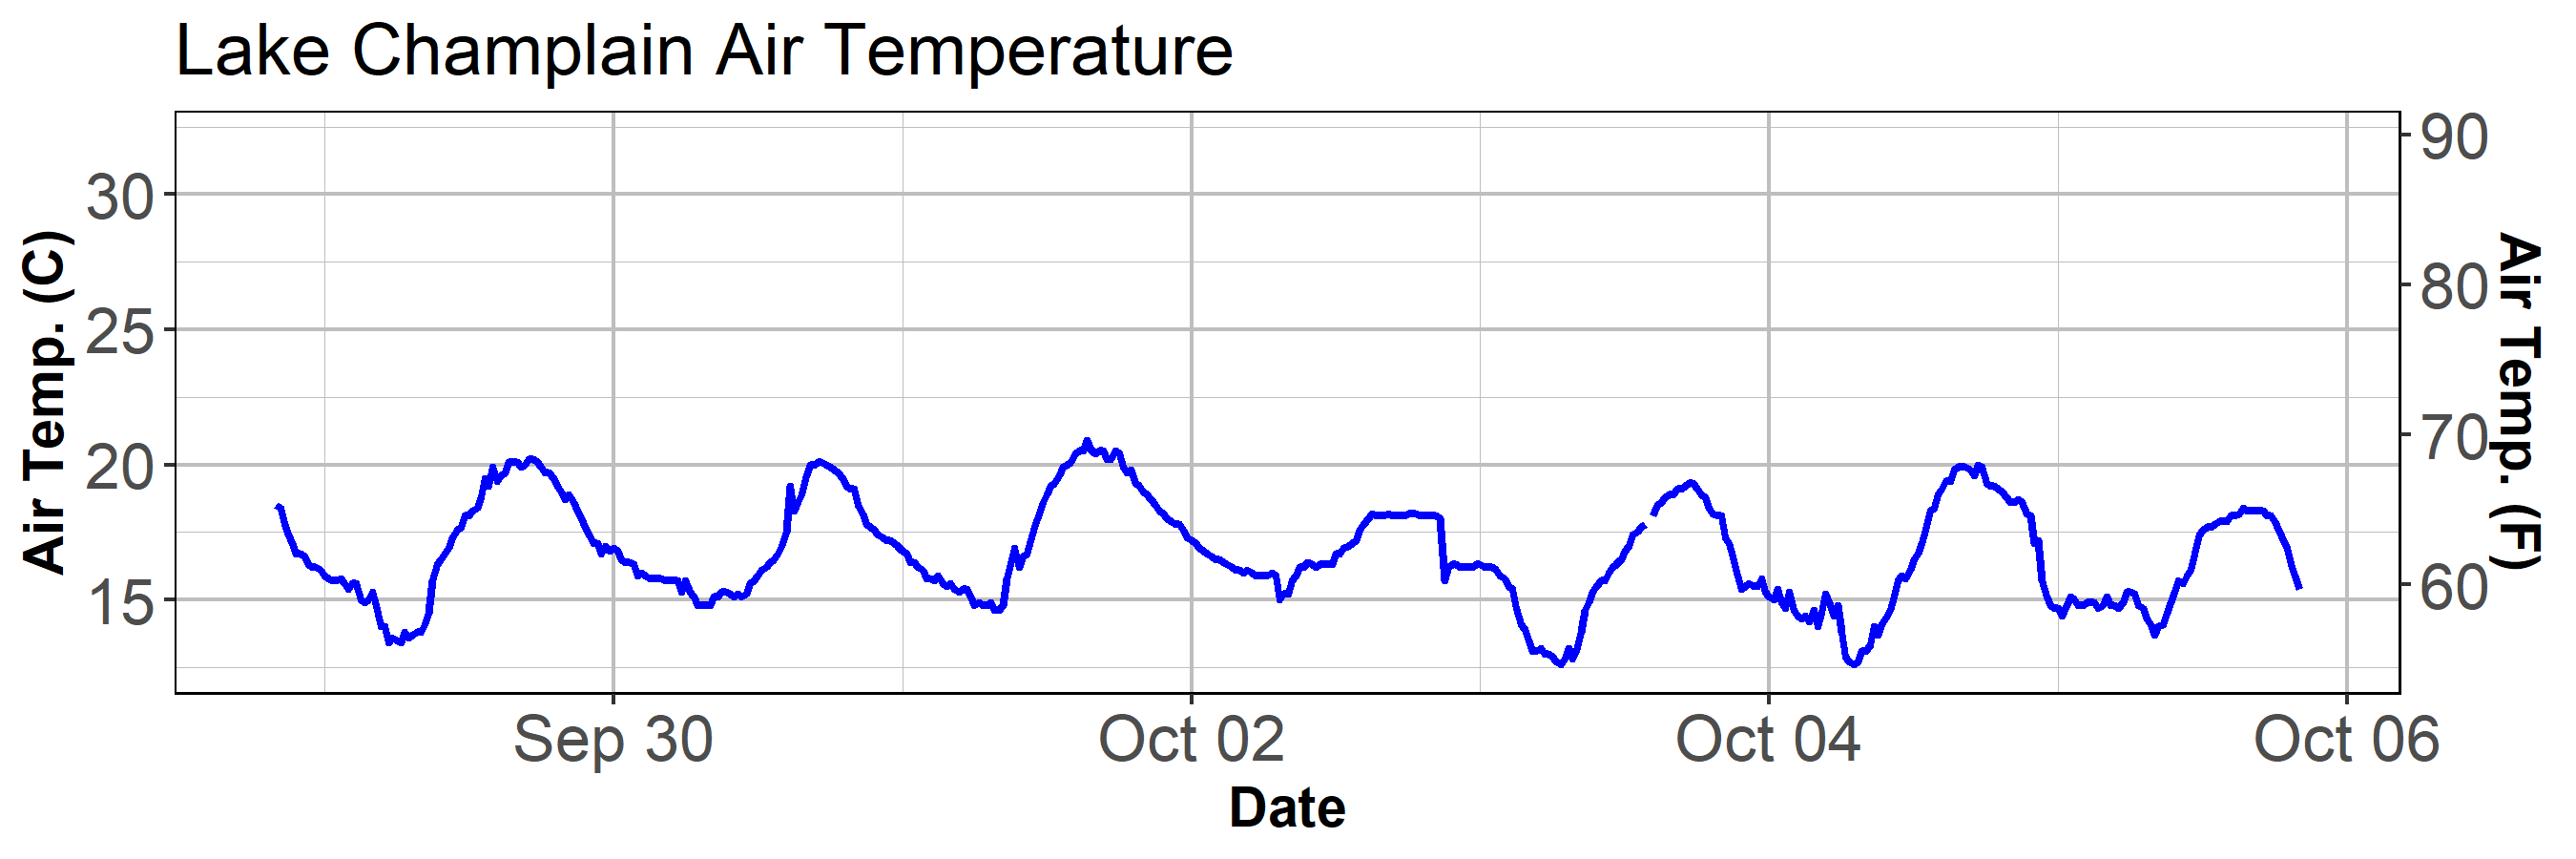 Lake Champlain Air Temperature
Air Temp. (C)
30
25
20
15
90
80
70
60
Air Temp. (F)
Sep 30
Oct 02
Oct 04
Oct 06
Date